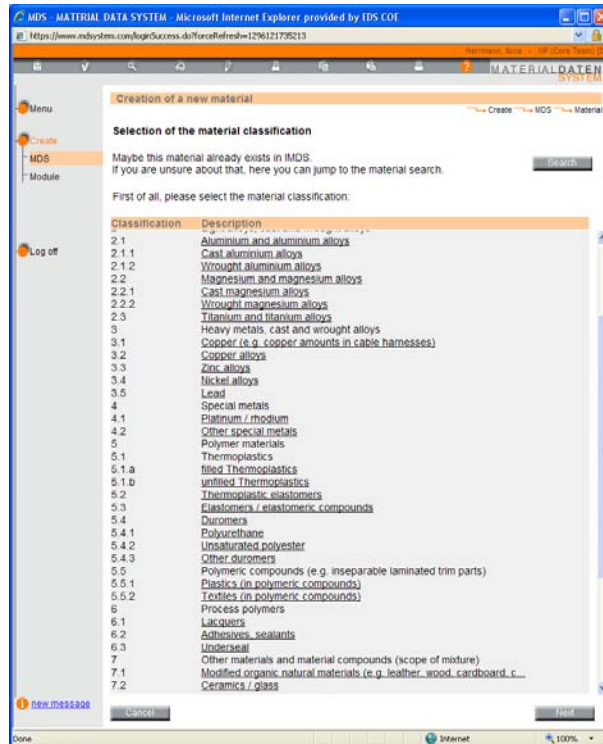 MDS - MATERIAL DATA SYSTEM - Microsoft Internet Explorer provided by EDS COE
https://www.mdsystem.com/loginSuccess.do?forceRefresh=1296121735213
Herrmann, Ilona - HP (Core Team)
MATERIALDATEN
SYSTEM
Menu
Create
MDS
Module
Log off
Creation of a new material
Create MDS Material
Selection of the material classification
Maybe this material already exists in IMDS.
If you are unsure about that, here you can jump to the material search.
Search
First of all, please select the material classification:
Classification Description
2.1 Aluminium and aluminium alloys
2.1.1 Cast aluminium alloys
2.1.2 Wrought aluminium alloys
2.2 Magnesium and magnesium alloys
2.2.1 Cast magnesium alloys
2.2.2 Wrought magnesium alloys
2.3 Titanium and titanium alloys
3 Heavy metals, cast and wrought alloys
3.1 Copper (e.g. copper amounts in cable harnesses)
3.2 Copper alloys
3.3 Zinc alloys
3.4 Nickel alloys
3.5 Lead
4 Special metals
4.1 Platinum / rhodium
4.2 Other special metals
5 Polymer materials
5.1 Thermoplastics
5.1.a filled Thermoplastics
5.1.b unfilled Thermoplastics
5.2 Thermoplastic elastomers
5.3 Elastomers / elastomeric compounds
5.4 Duromers
5.4.1 Polyurethane
5.4.2 Unsaturated polyester
5.4.3 Other duromers
5.5 Polymeric compounds (e.g. inseparable laminated trim parts)
5.5.1 Plastics (in polymeric compounds)
5.5.2 Textiles (in polymeric compounds)
6 Process polymers
6.1 Lacquers
6.2 Adhesives, sealants
6.3 Underseal
7 Other materials and material compounds (scope of mixture)
7.1 Modified organic natural materials (e.g. leather, wood, cardboard, c...
7.2 Ceramics / glass
new message
Cancel
Next
Done
Internet
100%